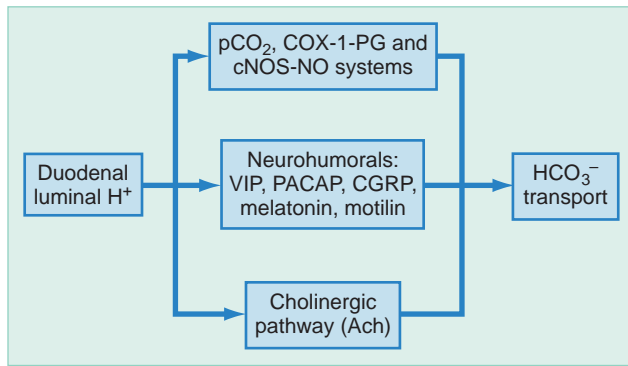 pCO₂, COX-1-PG and
cNOS-NO systems
Duodenal
luminal H⁺
Neurohumorals:
VIP, PACAP, CGRP,
melatonin, motilin
HCO₃⁻
transport
Cholinergic
pathway (Ach)